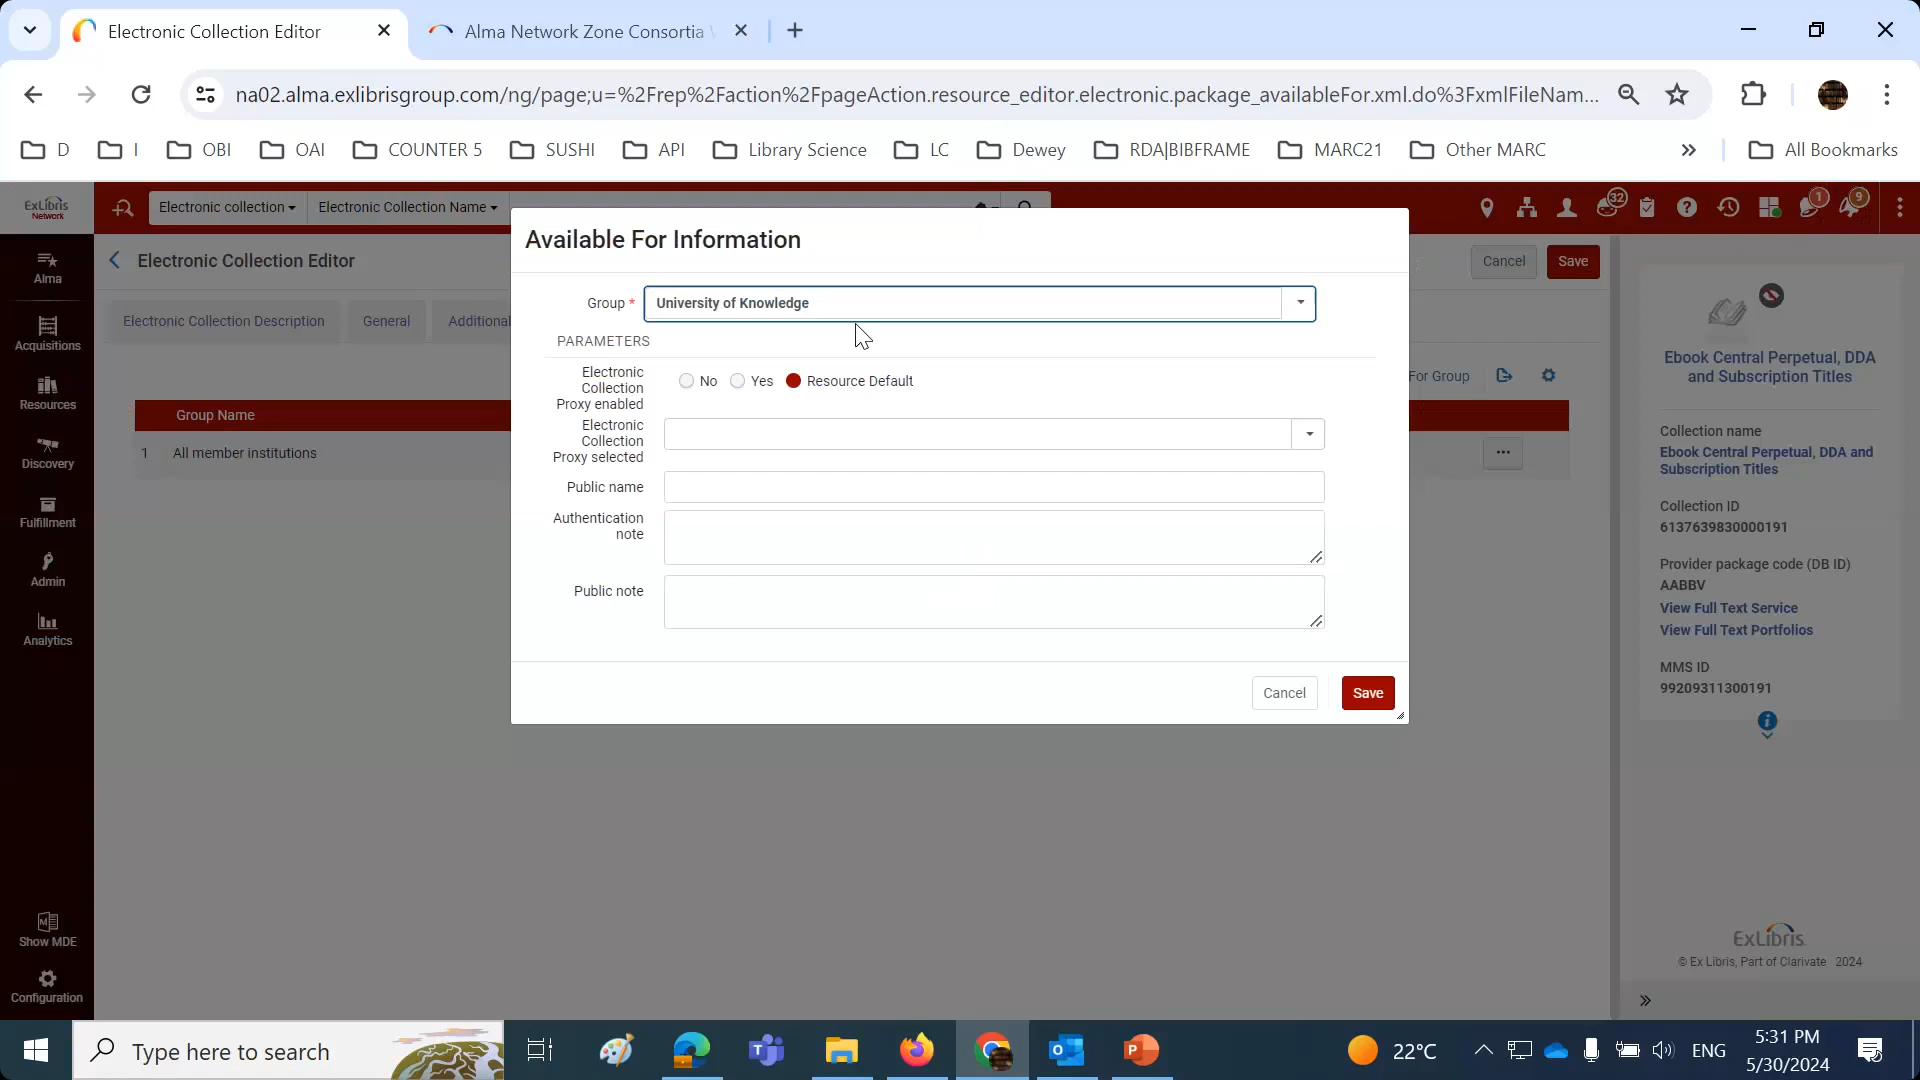 Electronic Collection Editor
Alma Network Zone Consortia
na02.alma.exlibrisgroup.com/ng/page;u=%2Frep%2Faction%2FpageAction.resource_editor.electronic.package_availableFor.xml.do%3FxmlFileNam...
D
I
OBI
OAI
COUNTER 5
SUSHI
API
Library Science
LC
Dewey
RDA|BIBFRAME
MARC21
Other MARC
»
All Bookmarks
ExLibris
Network
Electronic collection
Electronic Collection Name
32
1
9
Alma
Acquisitions
Resources
Discovery
Fulfillment
Admin
Analytics
Show MDE
Configuration
Electronic Collection Editor
Cancel
Save
Electronic Collection Description
General
Additional
For Group
Group Name
1 All member institutions
...
Available For Information
Group * University of Knowledge
PARAMETERS
Electronic
Collection
Proxy enabled
No Yes Resource Default
Electronic
Collection
Proxy selected
Public name
Authentication
note
Public note
Cancel
Save
Ebook Central Perpetual, DDA
and Subscription Titles
Collection name
Ebook Central Perpetual, DDA and
Subscription Titles
Collection ID
6137639830000191
Provider package code (DB ID)
AABBV
View Full Text Service
View Full Text Portfolios
MMS ID
99209311300191
ExLibris
© Ex Libris, Part of Clarivate 2024
Type here to search
22°C
ENG
5:31 PM
5/30/2024